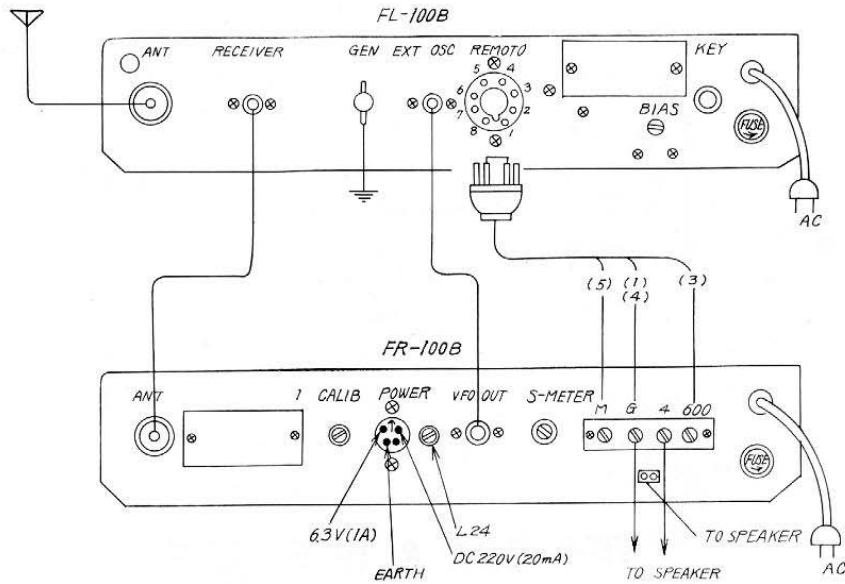 FL-100B
ANT RECEIVER GEN EXT OSC REMOTO KEY
5 4
6 3
7 2
8 1
BIAS
FUSE
AC
(5) (1) (3)
(4)
FR-100B
ANT 1 CALIB POWER VFO OUT S-METER
M G 4 600
FUSE
6.3V(1A) L24
DC 220V (20mA) TO SPEAKER
EARTH TO SPEAKER AC